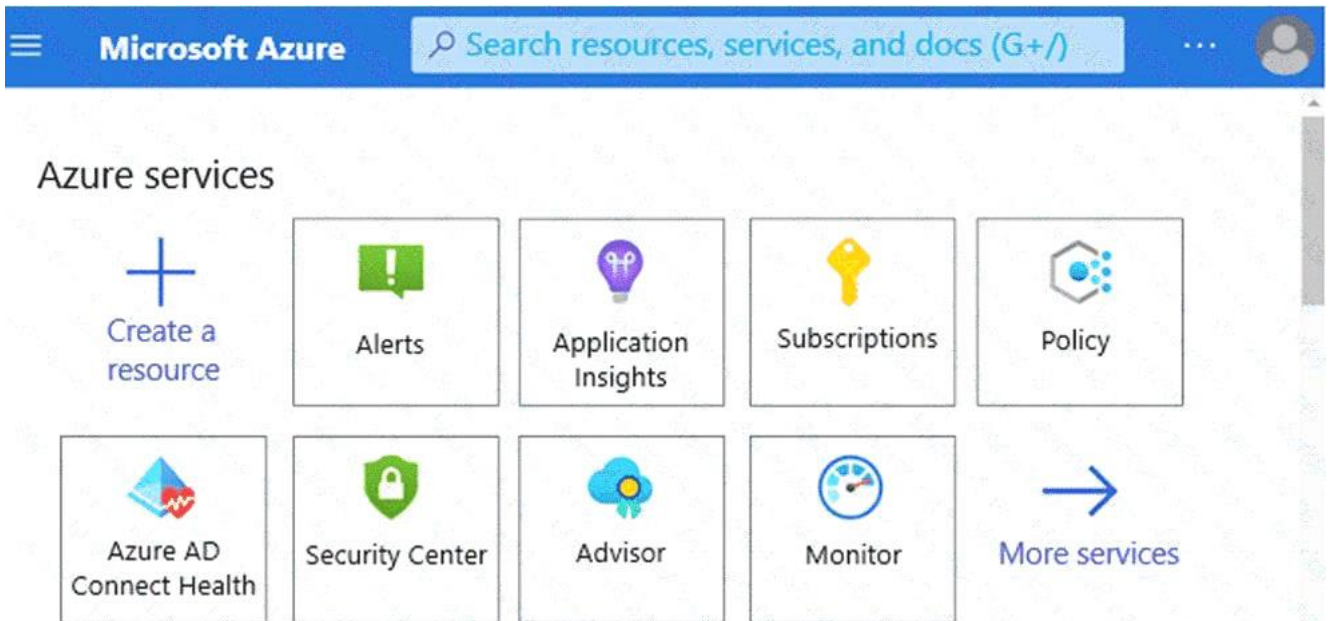 Microsoft Azure
Search resources, services, and docs (G+/)
Azure services
Create a
resource
Alerts
Application
Insights
Subscriptions
Policy
Azure AD
Connect Health
Security Center
Advisor
Monitor
More services